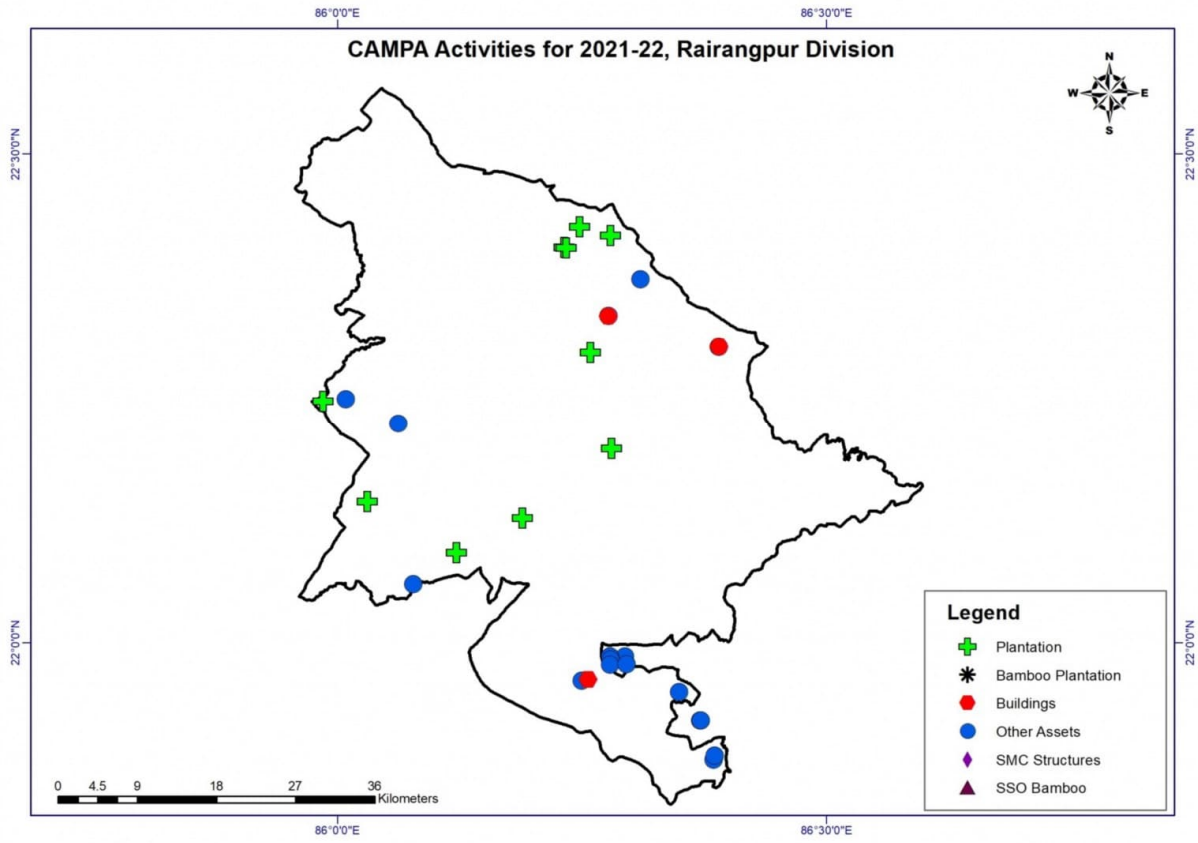 86°0'0"E 86°30'0"E
CAMPA Activities for 2021-22, Rairangpur Division
N
W E
S
22°30'0"N 22°30'0"N
22°0'0"N 22°0'0"N
Legend
Plantation
Bamboo Plantation
Buildings
Other Assets
SMC Structures
SSO Bamboo
0 4.5 9 18 27 36
Kilometers
86°0'0"E 86°30'0"E